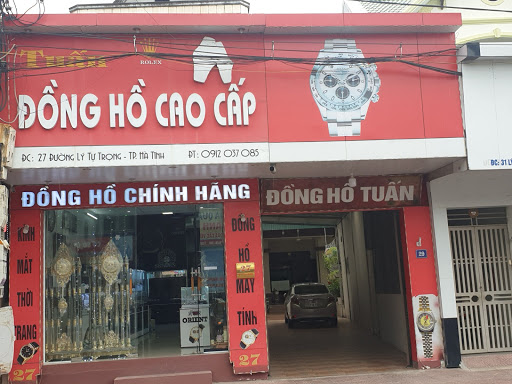 Tuấn
ROLEX
ĐỒNG HỒ CAO CẤP
ĐC: 27 ĐƯỜNG LÝ TỰ TRỌNG - TP. HÀ TĨNH ĐT: 0912 037 085
ĐỒNG HỒ CHÍNH HÃNG
ĐỒNG HỒ TUẤN
KÍNH
MẮT
THỜI
TRANG
27
ĐỒNG
HỒ
27
MÁY
TÍNH
27
ORIENT
ĐC: 31 L